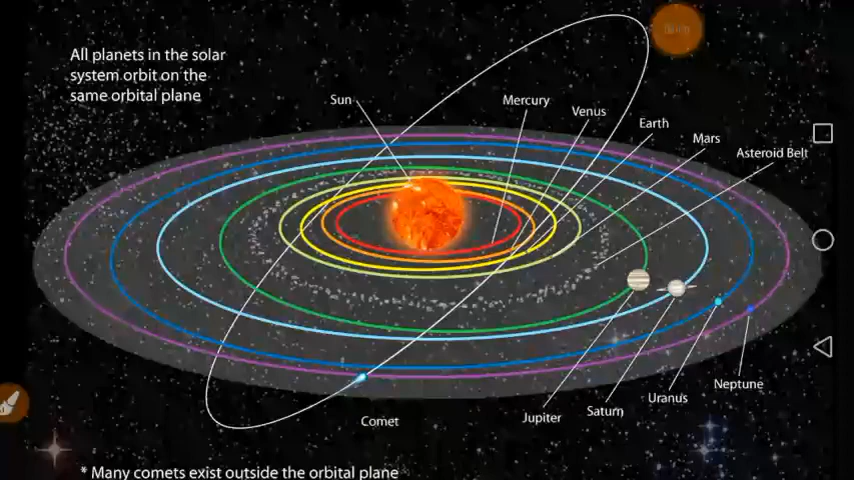 All planets in the solar
system orbit on the
same orbital plane
Sun
Mercury
Venus
Earth
Mars
Asteroid Belt
Neptune
Uranus
Saturn
Jupiter
Comet
* Many comets exist outside the orbital plane